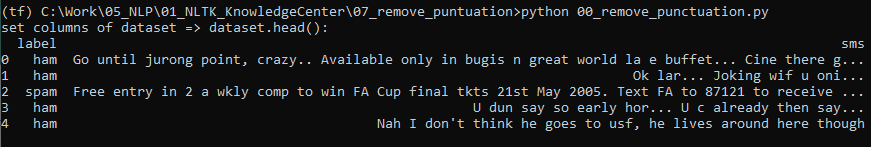 (tf) C:\Work\05_NLP\01_NLTK_KnowledgeCenter\07_remove_puntuation>python 00_remove_punctuation.py
set columns of dataset => dataset.head():
label sms
0 ham Go until jurong point, crazy.. Available only in bugis n great world la e buffet... Cine there g...
1 ham Ok lar... Joking wif u oni...
2 spam Free entry in 2 a wkly comp to win FA Cup final tkts 21st May 2005. Text FA to 87121 to receive ...
3 ham U dun say so early hor... U c already then say...
4 ham Nah I don't think he goes to usf, he lives around here though